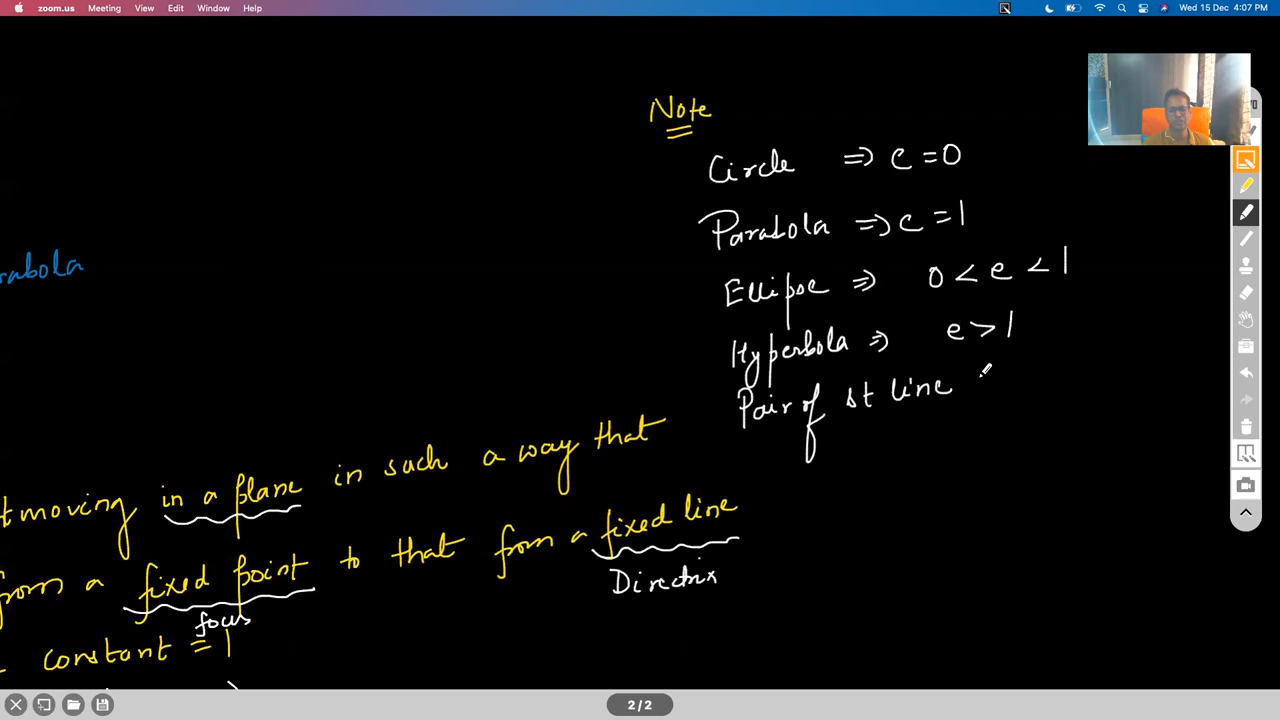 zoom.us Meeting View Edit Window Help Wed 15 Dec 4:07 PM
Note
Circle ⇒ e = 0
Parabola ⇒ e = 1
rabola
Ellipse ⇒ 0 < e < 1
Hyperbola ⇒ e > 1
Pair of st line
t moving in a plane in such a way that
from a fixed point to that from a fixed line
focus Directrix
constant = 1
2/2